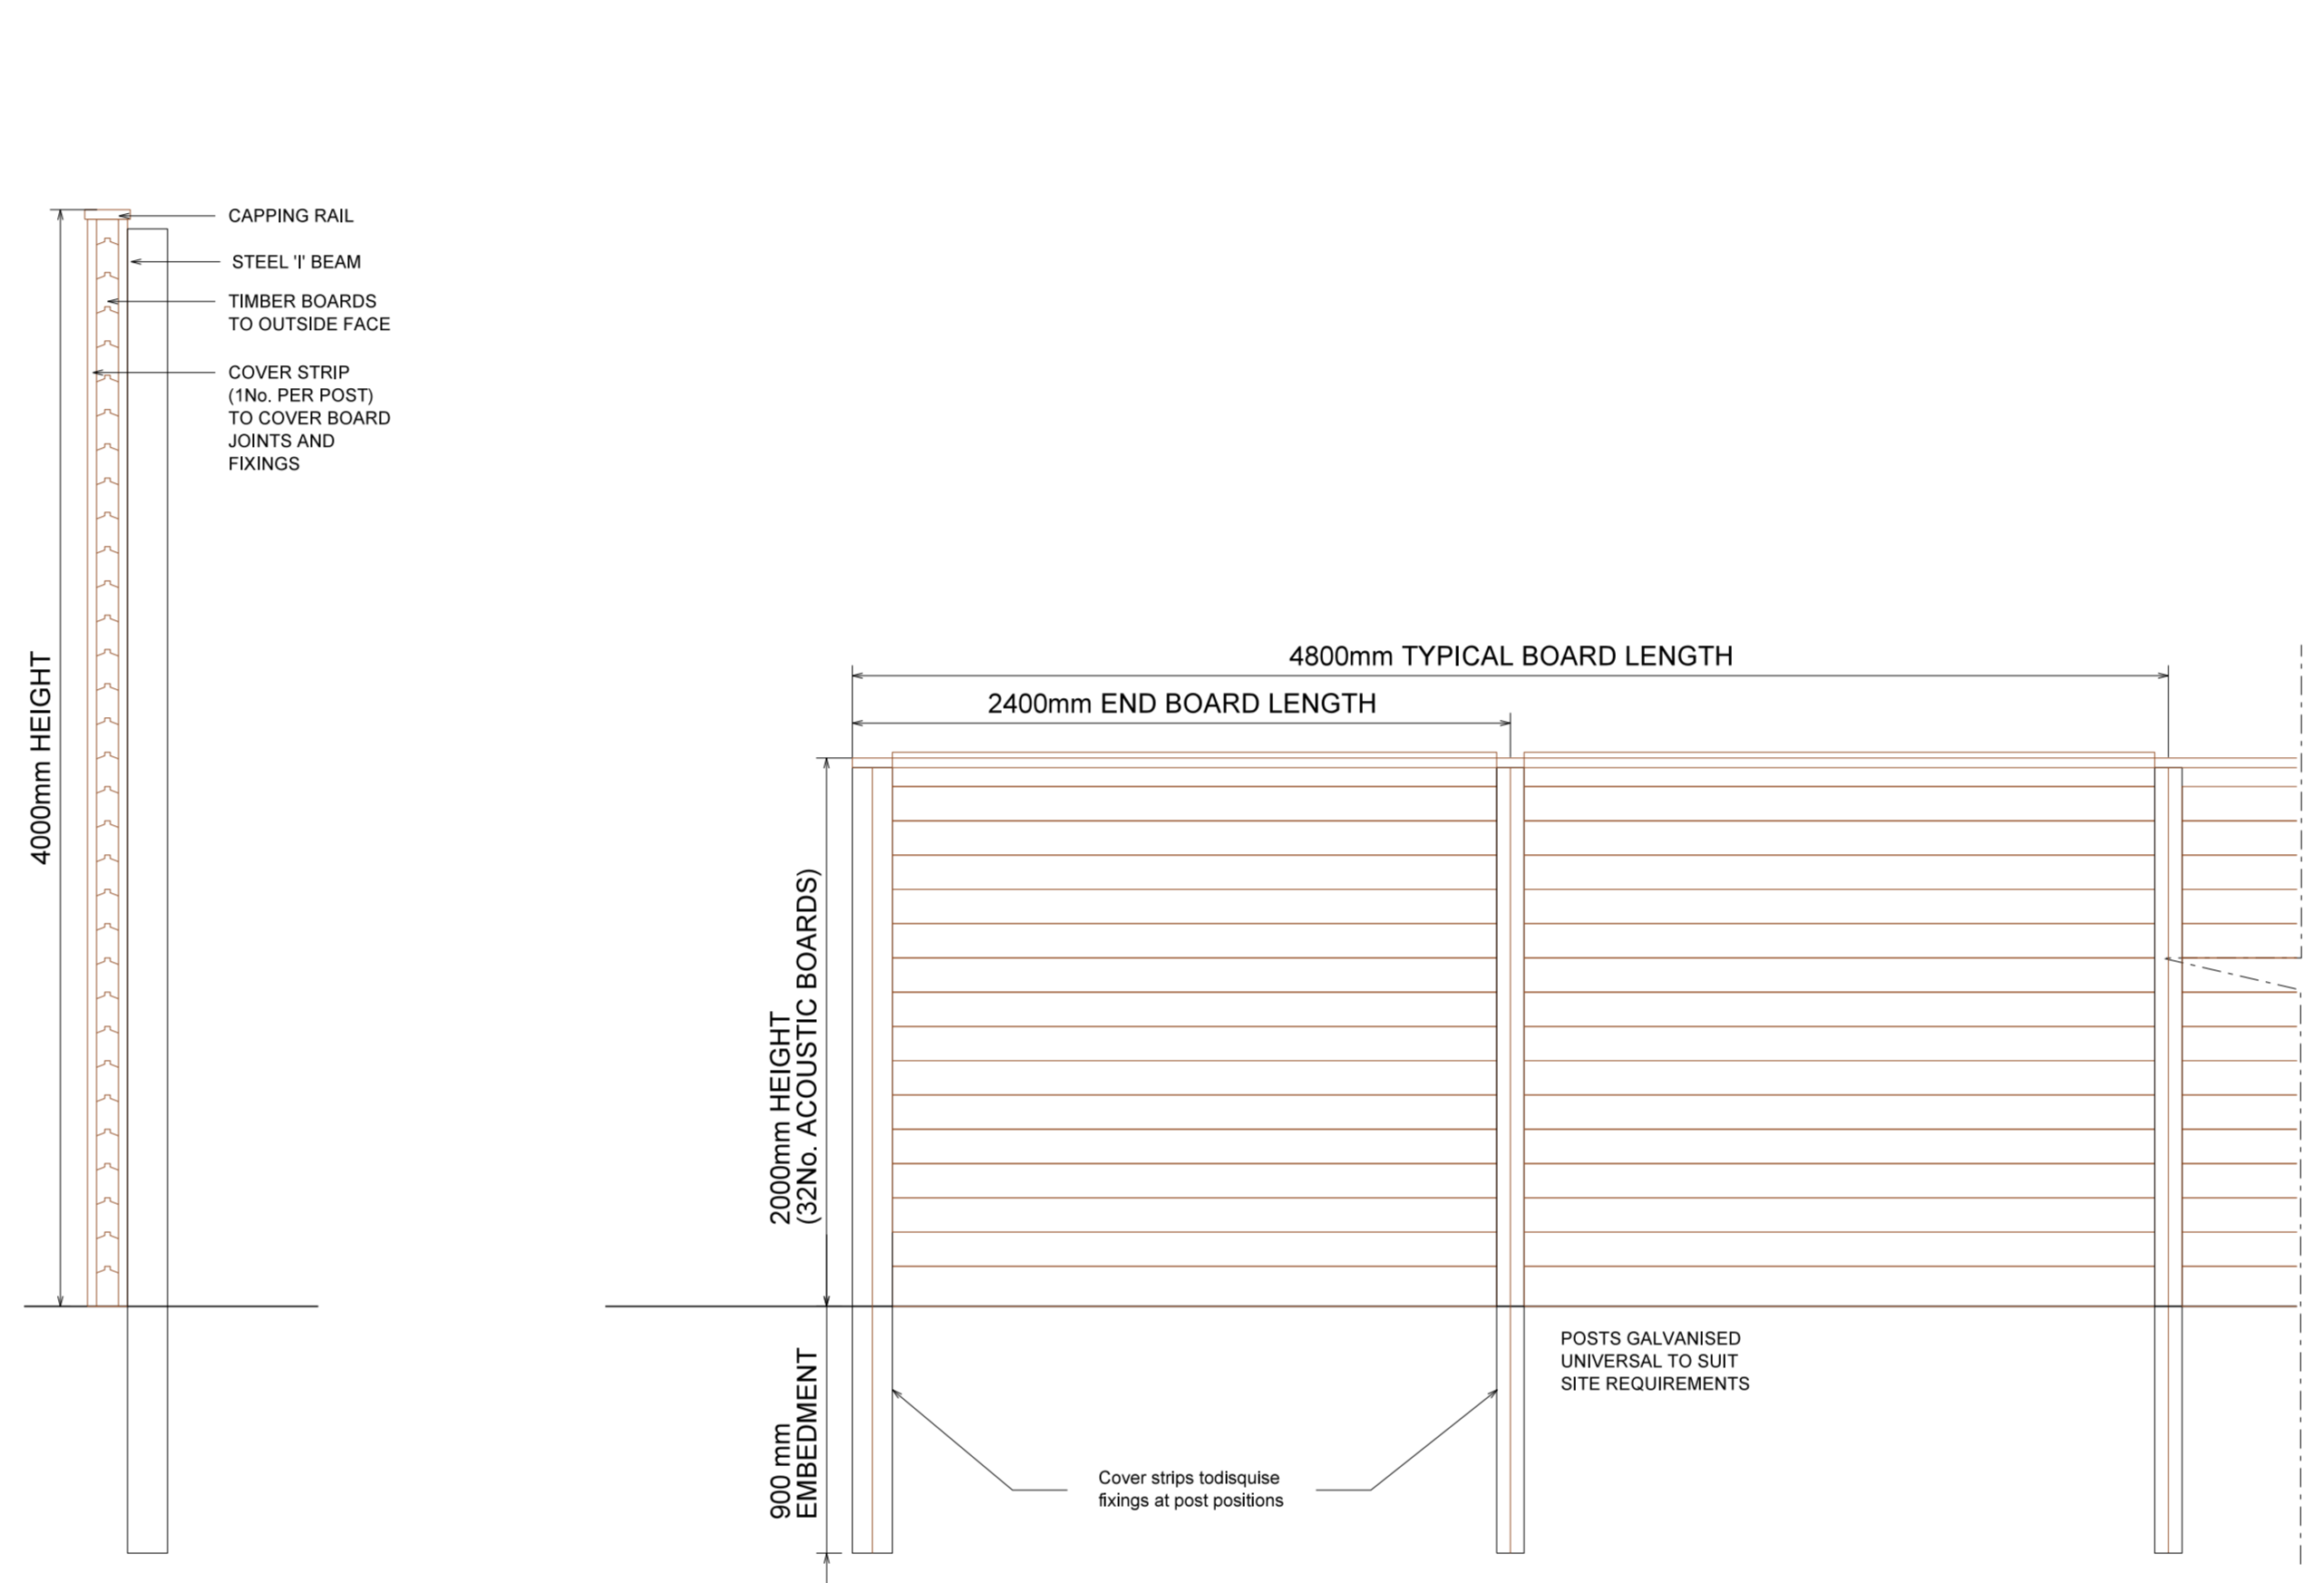 CAPPING RAIL
STEEL 'I' BEAM
TIMBER BOARDS
TO OUTSIDE FACE
COVER STRIP
(1No. PER POST)
TO COVER BOARD
JOINTS AND
FIXINGS
4000mm HEIGHT
4800mm TYPICAL BOARD LENGTH
2400mm END BOARD LENGTH
2000mm HEIGHT
(32No. ACOUSTIC BOARDS)
900 mm
EMBEDMENT
POSTS GALVANISED
UNIVERSAL TO SUIT
SITE REQUIREMENTS
Cover strips todisquise
fixings at post positions